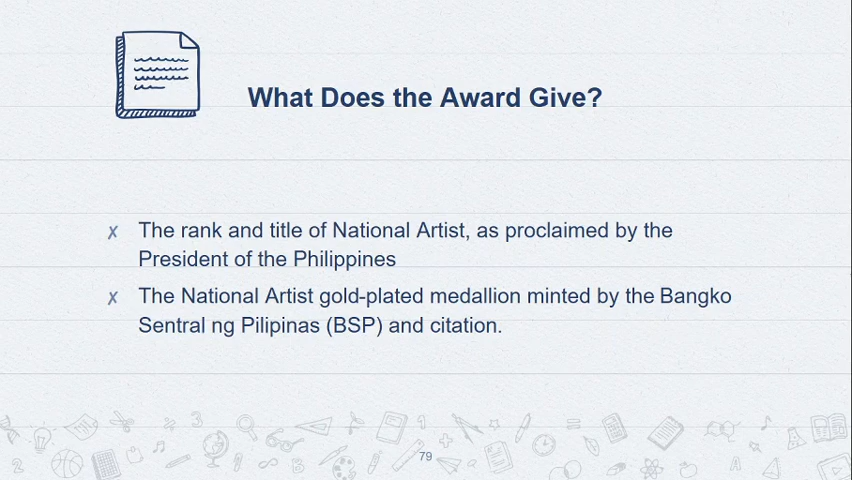 What Does the Award Give?
✗ The rank and title of National Artist, as proclaimed by the
President of the Philippines
✗ The National Artist gold-plated medallion minted by the Bangko
Sentral ng Pilipinas (BSP) and citation.
79